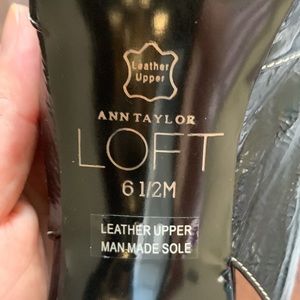 Leather
Upper
ANN TAYLOR
LOFT
6 1/2M
LEATHER UPPER
MAN MADE SOLE